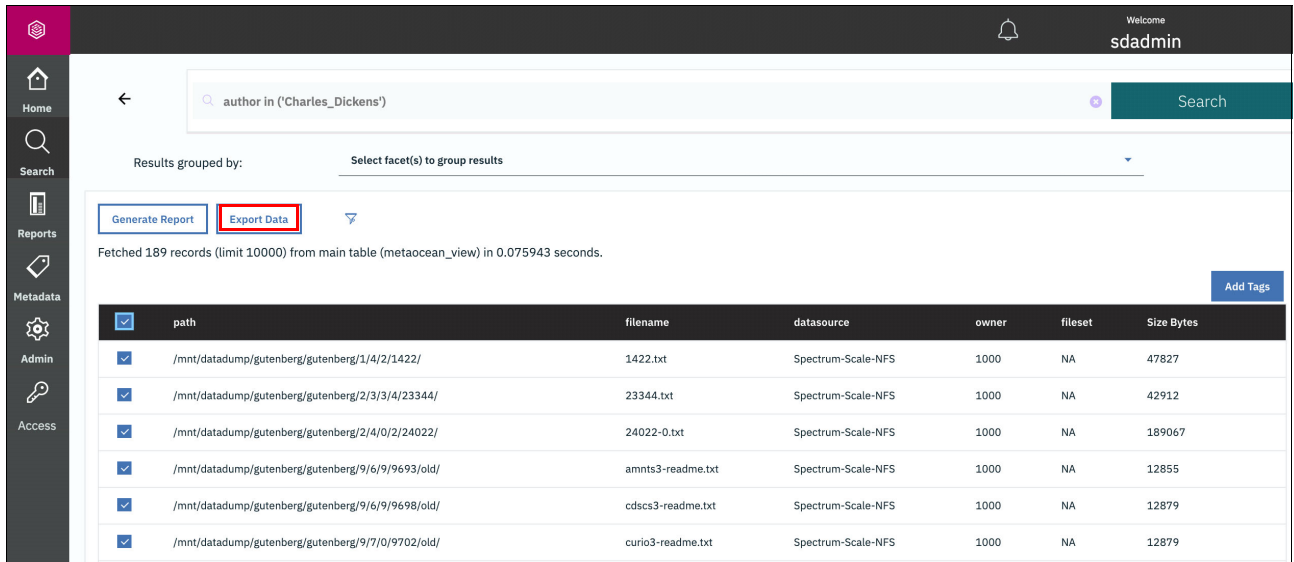 Welcome
sdadmin
Home
Search
Reports
Metadata
Admin
Access
author in ('Charles_Dickens')
Search
Results grouped by:
Select facet(s) to group results
Generate Report
Export Data
Fetched 189 records (limit 10000) from main table (metaocean_view) in 0.075943 seconds.
Add Tags
path filename datasource owner fileset Size Bytes
/mnt/datadump/gutenberg/gutenberg/1/4/2/1422/ 1422.txt Spectrum-Scale-NFS 1000 NA 47827
/mnt/datadump/gutenberg/gutenberg/2/3/3/4/23344/ 23344.txt Spectrum-Scale-NFS 1000 NA 42912
/mnt/datadump/gutenberg/gutenberg/2/4/0/2/24022/ 24022-0.txt Spectrum-Scale-NFS 1000 NA 189067
/mnt/datadump/gutenberg/gutenberg/9/6/9/9693/old/ amnts3-readme.txt Spectrum-Scale-NFS 1000 NA 12855
/mnt/datadump/gutenberg/gutenberg/9/6/9/9698/old/ cdscs3-readme.txt Spectrum-Scale-NFS 1000 NA 12879
/mnt/datadump/gutenberg/gutenberg/9/7/0/9702/old/ curio3-readme.txt Spectrum-Scale-NFS 1000 NA 12879